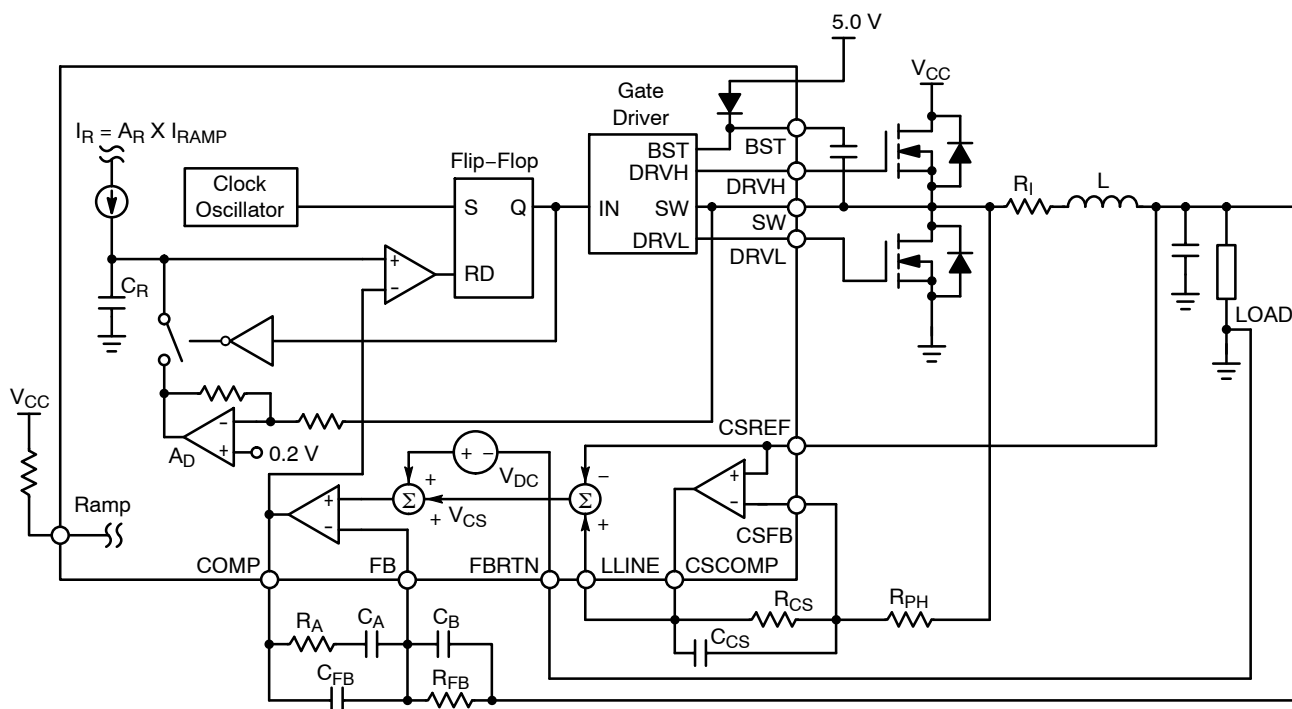 5.0 V
V_CC
Gate
Driver
I_R = A_R X I_RAMP
Flip−Flop
BST
BST
DRVH
DRVH
Clock
Oscillator
S
Q
IN
SW
SW
DRVL
DRVL
R_I
L
+
−
RD
C_R
LOAD
V_CC
−
+
A_D
0.2 V
CSREF
+
−
V_DC
−
+
−
Σ
+
Ramp
+
−
Σ
+
+
V_CS
CSFB
COMP
FB
FBRTN
LLINE
CSCOMP
R_A
C_A
C_B
R_CS
R_PH
C_CS
C_FB
R_FB